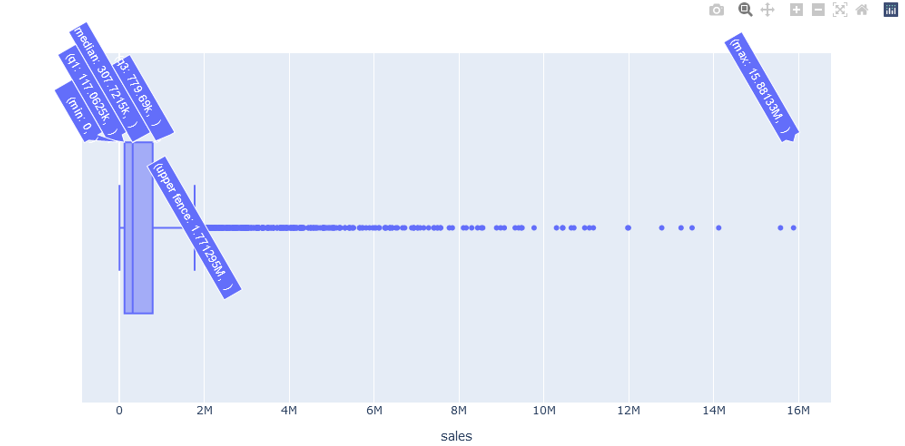 (min: 0, )
(q1: 117.0625k, )
median: 307.7215k, )
q3: 779.69k, )
(upper fence: 1.771295M, )
(max: 15.88133M, )
0 2M 4M 6M 8M 10M 12M 14M 16M
sales